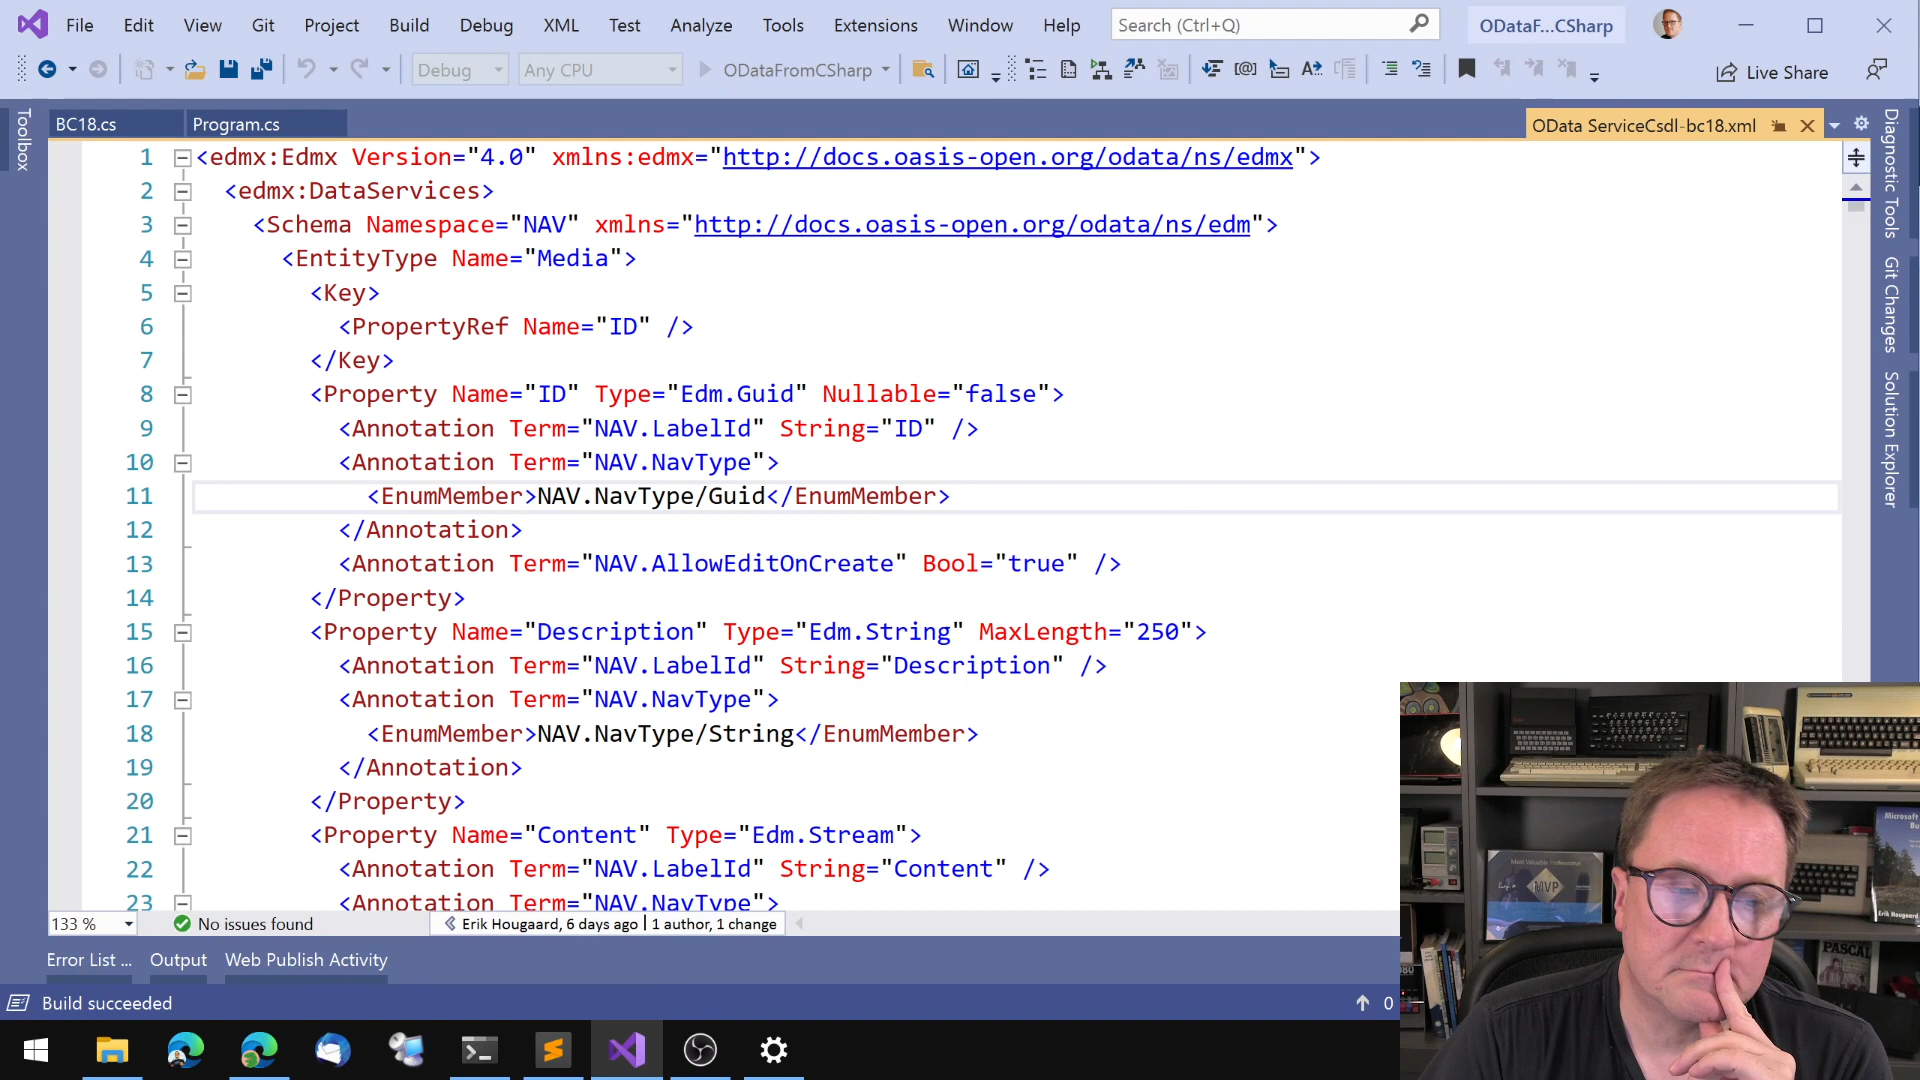 File Edit View Git Project Build Debug XML Test Analyze Tools Extensions Window Help Search (Ctrl+Q) ODataF...CSharp
Debug Any CPU ODataFromCSharp Live Share
Toolbox
BC18.cs Program.cs OData ServiceCsdl-bc18.xml
1 <edmx:Edmx Version="4.0" xmlns:edmx="http://docs.oasis-open.org/odata/ns/edmx">
2 <edmx:DataServices>
3 <Schema Namespace="NAV" xmlns="http://docs.oasis-open.org/odata/ns/edm">
4 <EntityType Name="Media">
5 <Key>
6 <PropertyRef Name="ID" />
7 </Key>
8 <Property Name="ID" Type="Edm.Guid" Nullable="false">
9 <Annotation Term="NAV.LabelId" String="ID" />
10 <Annotation Term="NAV.NavType">
11 <EnumMember>NAV.NavType/Guid</EnumMember>
12 </Annotation>
13 <Annotation Term="NAV.AllowEditOnCreate" Bool="true" />
14 </Property>
15 <Property Name="Description" Type="Edm.String" MaxLength="250">
16 <Annotation Term="NAV.LabelId" String="Description" />
17 <Annotation Term="NAV.NavType">
18 <EnumMember>NAV.NavType/String</EnumMember>
19 </Annotation>
20 </Property>
21 <Property Name="Content" Type="Edm.Stream">
22 <Annotation Term="NAV.LabelId" String="Content" />
23 <Annotation Term="NAV.NavType">
Diagnostic Tools
Git Changes
Solution Explorer
133 % No issues found Erik Hougaard, 6 days ago | 1 author, 1 change
Error List ... Output Web Publish Activity
Build succeeded 0
Most Valuable Professional
MVP
Microsoft
Erik Hougaard
PASCAL